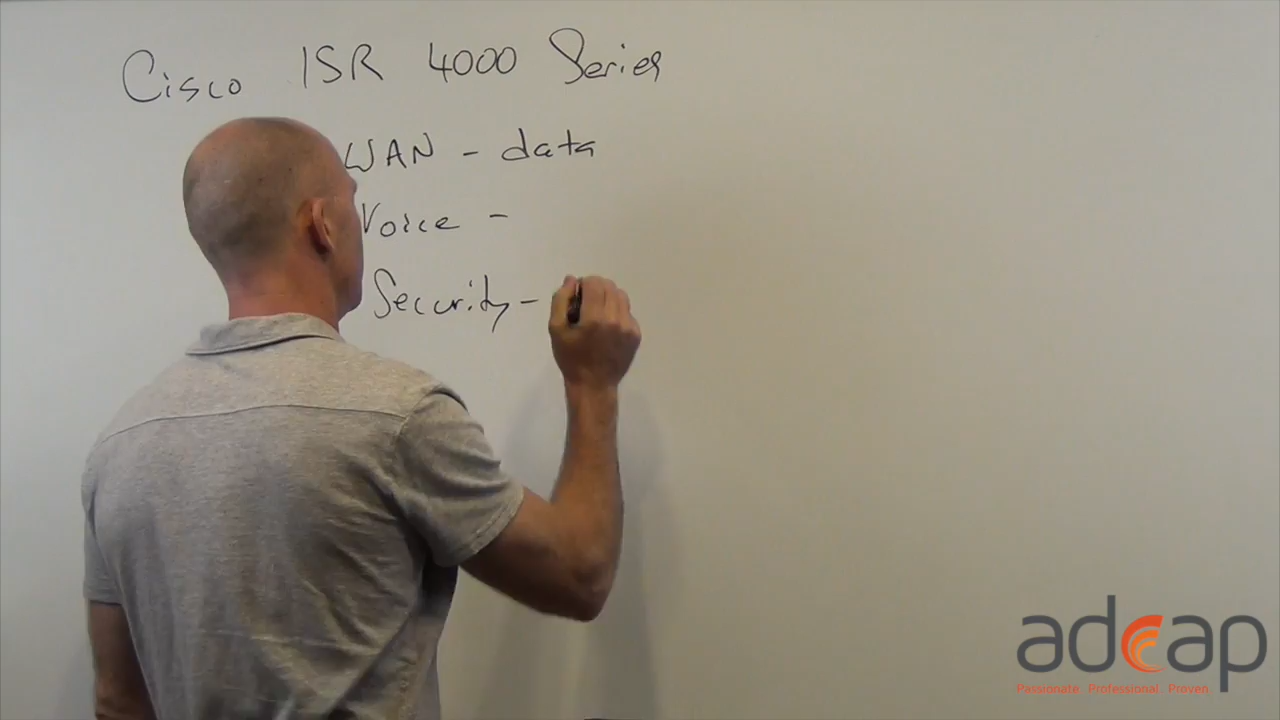 Cisco ISR 4000 Series
WAN - data
Voice -
Security -
adcap
Passionate. Professional. Proven.